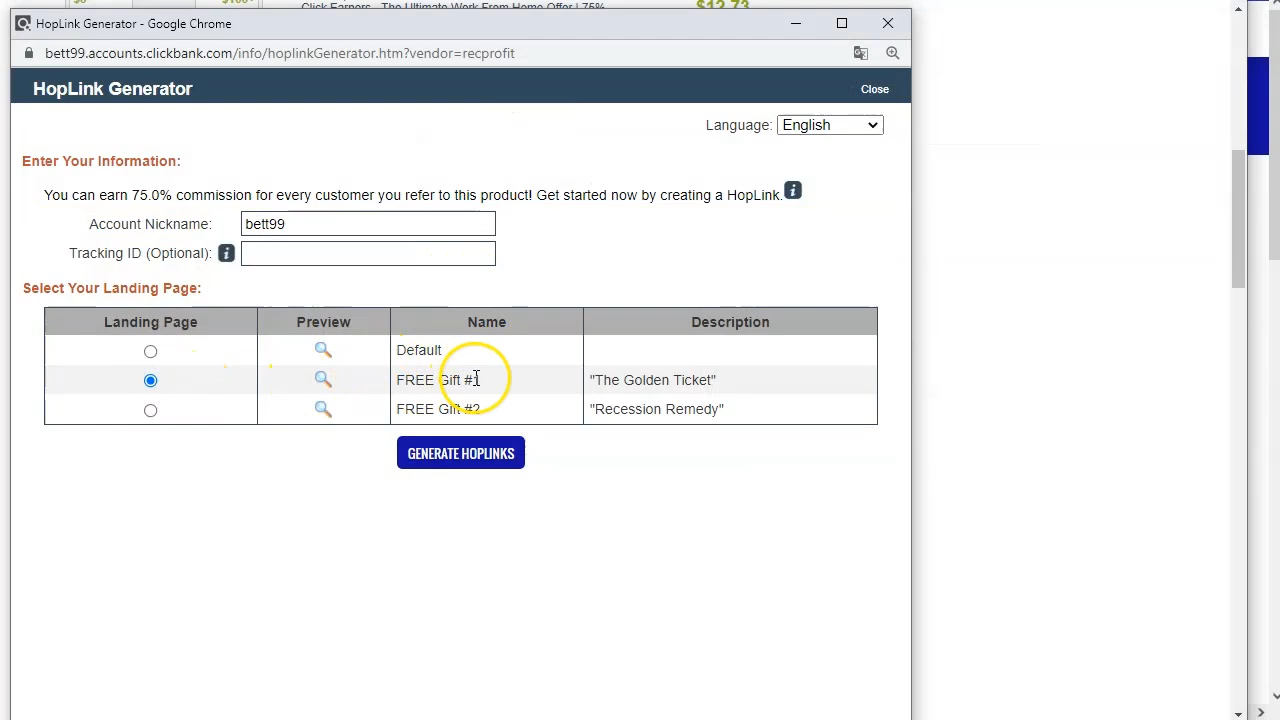 Click Earners - The Ultimate Work From Home Offer | 75%
$12.73
HopLink Generator - Google Chrome
bett99.accounts.clickbank.com/info/hoplinkGenerator.htm?vendor=recprofit
HopLink Generator
Close
Language: English
Enter Your Information:
You can earn 75.0% commission for every customer you refer to this product! Get started now by creating a HopLink.
Account Nickname: bett99
Tracking ID (Optional):
Select Your Landing Page:
Landing Page Preview Name Description
Default
FREE Gift #1 "The Golden Ticket"
FREE Gift #2 "Recession Remedy"
GENERATE HOPLINKS